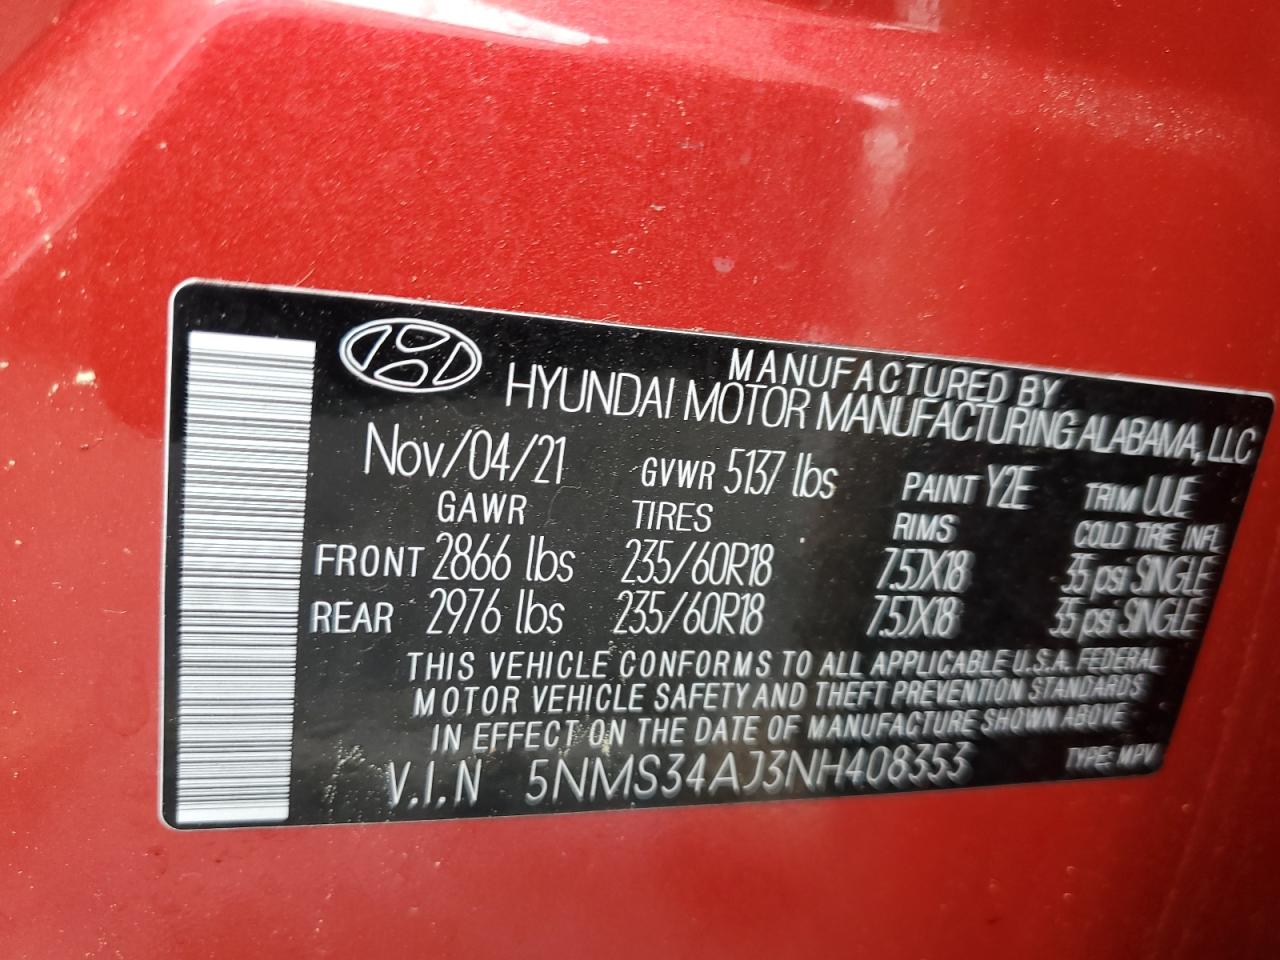 MANUFACTURED BY
HYUNDAI MOTOR MANUFACTURING ALABAMA, LLC
Nov/04/21 GVWR 5137 lbs PAINT Y2E TRIM UUE
GAWR TIRES RIMS COLD TIRE INFL
FRONT 2866 lbs 235/60R18 7.5JX18 35 psi SINGLE
REAR 2976 lbs 235/60R18 7.5JX18 35 psi SINGLE
THIS VEHICLE CONFORMS TO ALL APPLICABLE U.S.A. FEDERAL
MOTOR VEHICLE SAFETY AND THEFT PREVENTION STANDARDS
IN EFFECT ON THE DATE OF MANUFACTURE SHOWN ABOVE
V.I.N 5NMS34AJ3NH408353 TYPE: MPV